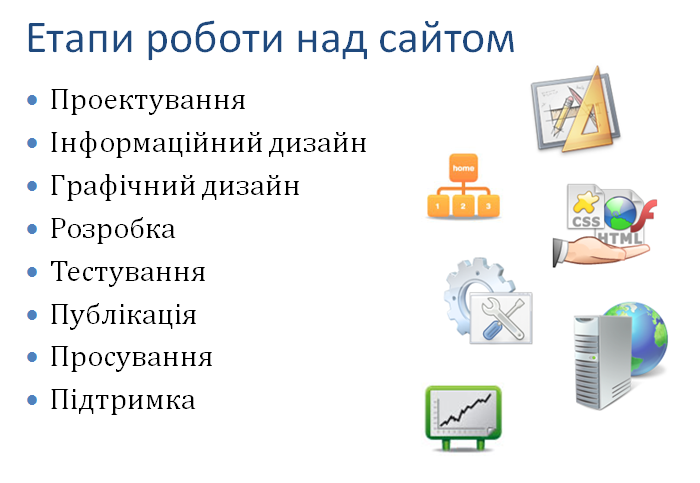 Етапи роботи над сайтом
Проектування
Інформаційний дизайн
Графічний дизайн
Розробка
Тестування
Публікація
Просування
Підтримка
home
1 2 3
CSS
HTML